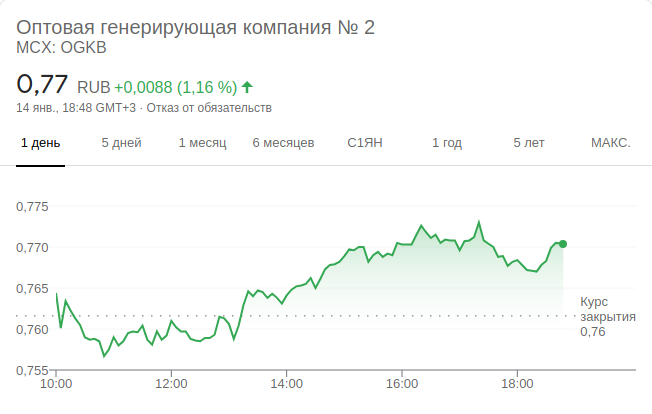 Оптовая генерирующая компания № 2
MCX: OGKB
0,77 RUB +0,0088 (1,16 %)
14 янв., 18:48 GMT+3 · Отказ от обязательств
1 день 5 дней 1 месяц 6 месяцев С1ЯН 1 год 5 лет МАКС.
0,775
0,770
0,765
Курс
закрытия
0,76
0,760
0,755
10:00 12:00 14:00 16:00 18:00